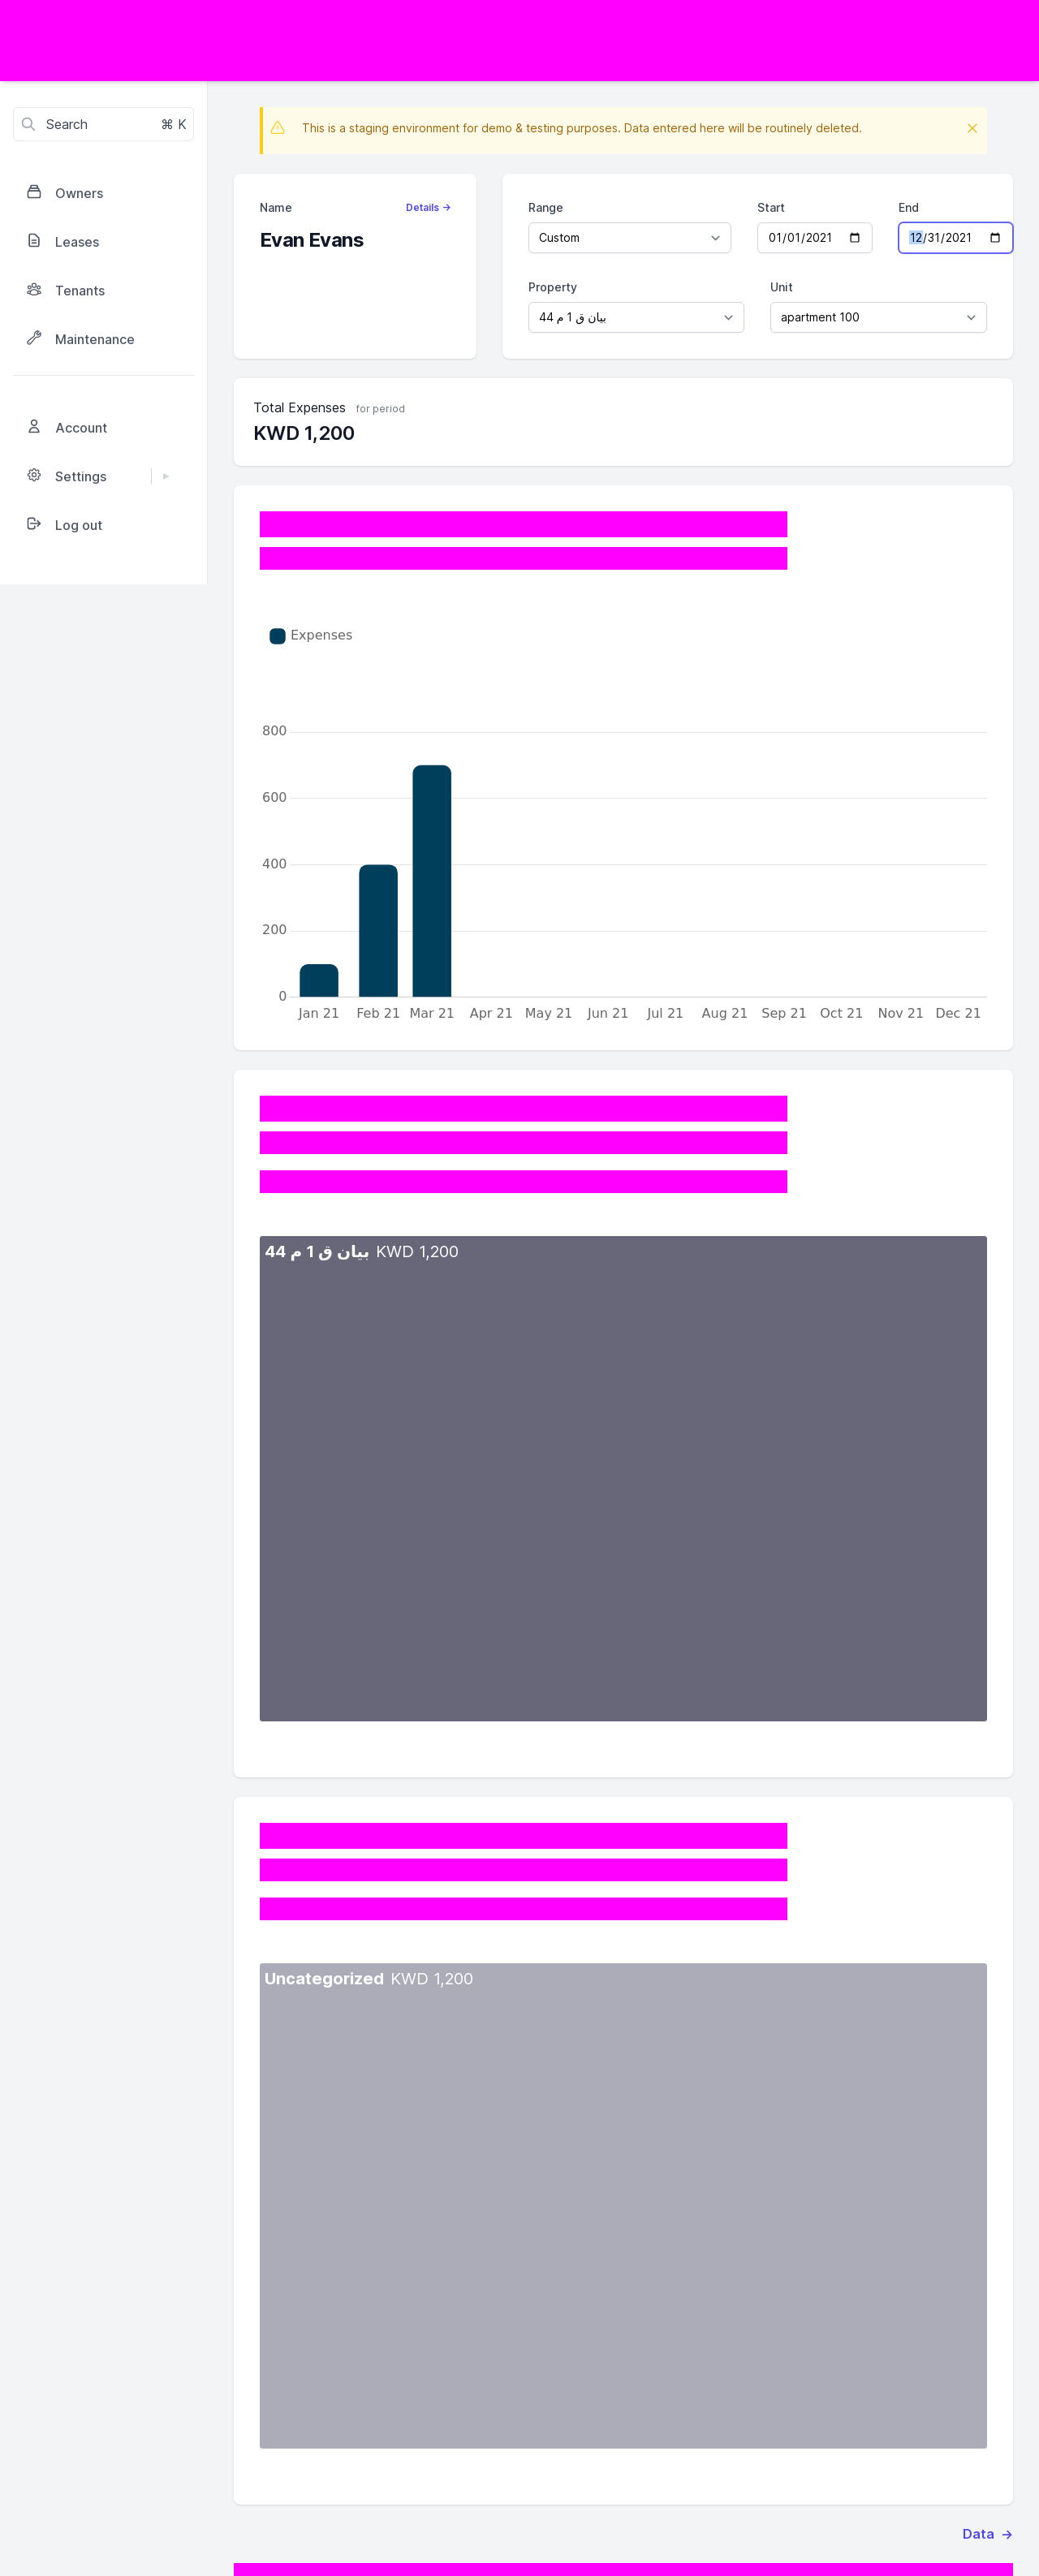 Search ⌘ K
Owners
Leases
Tenants
Maintenance
Account
Settings
Log out
This is a staging environment for demo & testing purposes. Data entered here will be routinely deleted.
Name
Details →
Evan Evans
Range
Start
End
Custom
01/01/2021
12/31/2021
Property
Unit
بيان ق 1 م 44
apartment 100
Total Expenses for period
KWD 1,200
Expenses
800
600
400
200
0
Jan 21 Feb 21 Mar 21 Apr 21 May 21 Jun 21 Jul 21 Aug 21 Sep 21 Oct 21 Nov 21 Dec 21
بيان ق 1 م 44 KWD 1,200
Uncategorized KWD 1,200
Data →